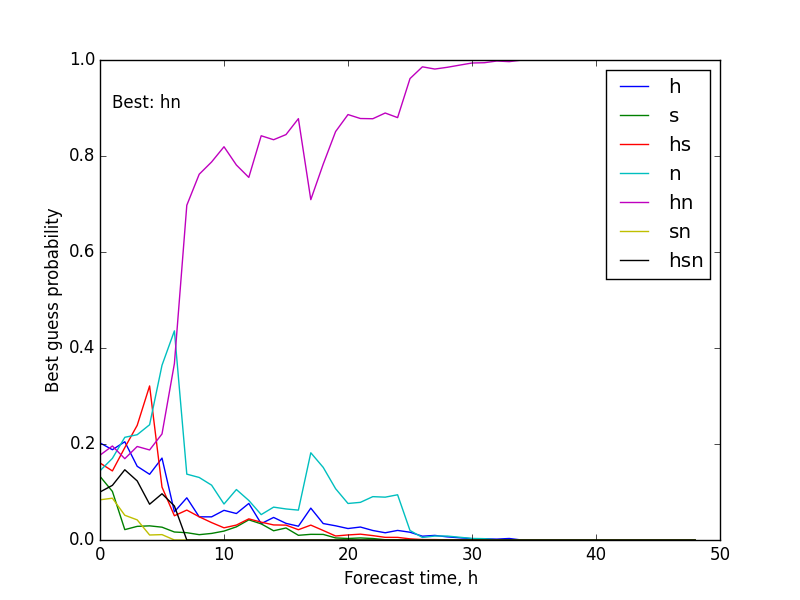 1.0
0.8
0.6
0.4
0.2
0.0
0
10
20
30
40
50
Best guess probability
Forecast time, h
Best: hn
h
s
hs
n
hn
sn
hsn